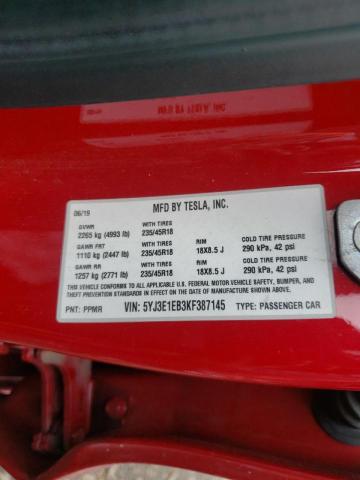 06/19 MFD BY TESLA, INC.
GVWR WITH TIRES RIM COLD TIRE PRESSURE
2265 kg (4993 lb) 235/45R18 18X8.5 J 290 kPa, 42 psi
GAWR FRT WITH TIRES RIM COLD TIRE PRESSURE
1110 kg (2447 lb) 235/45R18 18X8.5 J 290 kPa, 42 psi
GAWR RR WITH TIRES
1257 kg (2771 lb) 235/45R18
THIS VEHICLE CONFORMS TO ALL APPLICABLE U.S. FEDERAL MOTOR VEHICLE SAFETY, BUMPER, AND
THEFT PREVENTION STANDARDS IN EFFECT ON THE DATE OF MANUFACTURE SHOWN ABOVE.
PNT: PPMR VIN: 5YJ3E1EB3KF387145 TYPE: PASSENGER CAR